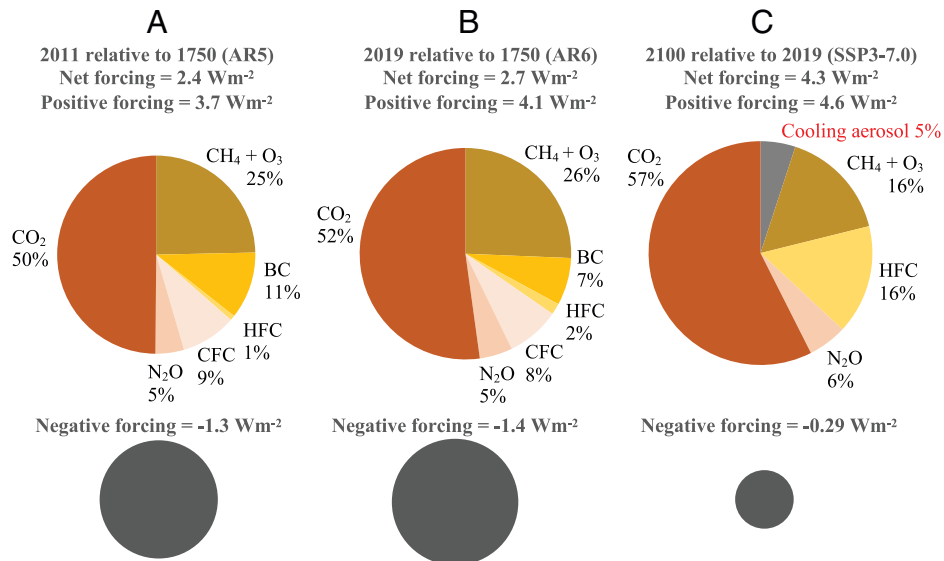 A
2011 relative to 1750 (AR5)
Net forcing = 2.4 Wm⁻²
Positive forcing = 3.7 Wm⁻²
CH₄ + O₃
25%
CO₂
50%
BC
11%
HFC
1%
CFC
9%
N₂O
5%
Negative forcing = -1.3 Wm⁻²
B
2019 relative to 1750 (AR6)
Net forcing = 2.7 Wm⁻²
Positive forcing = 4.1 Wm⁻²
CH₄ + O₃
26%
CO₂
52%
BC
7%
HFC
2%
CFC
8%
N₂O
5%
Negative forcing = -1.4 Wm⁻²
C
2100 relative to 2019 (SSP3-7.0)
Net forcing = 4.3 Wm⁻²
Positive forcing = 4.6 Wm⁻²
Cooling aerosol 5%
CO₂
57%
CH₄ + O₃
16%
HFC
16%
N₂O
6%
Negative forcing = -0.29 Wm⁻²